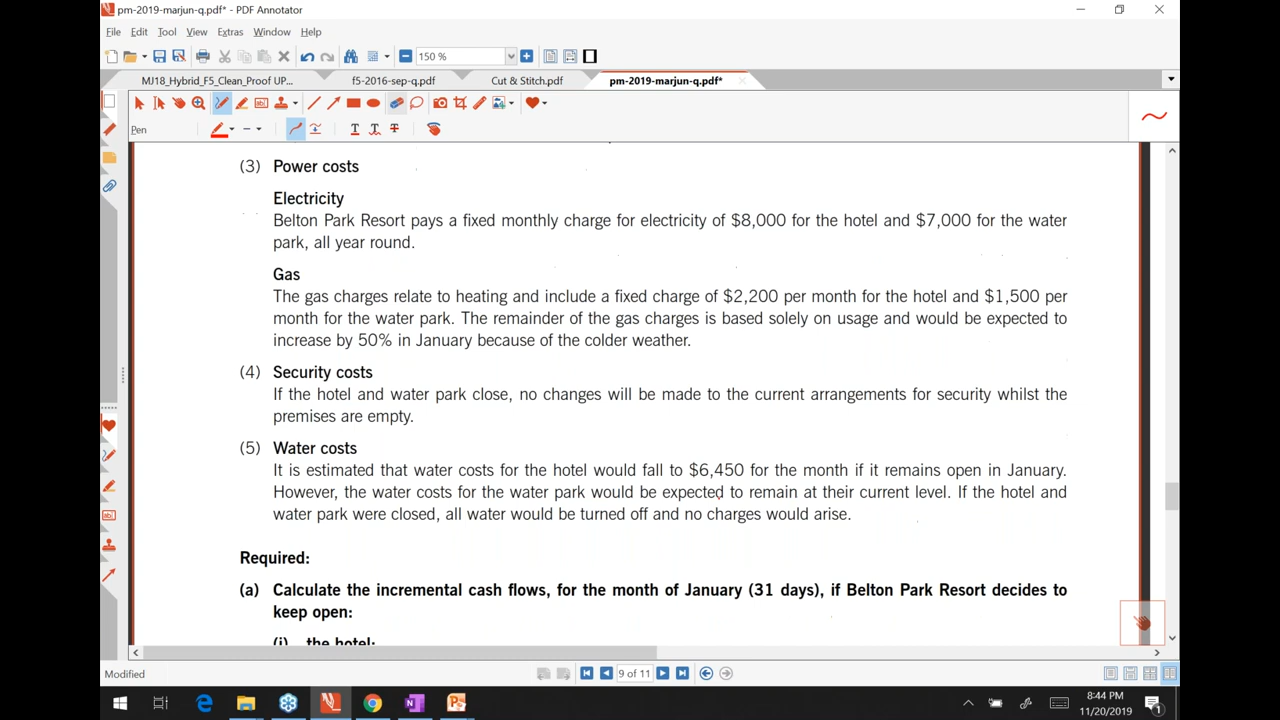 pm-2019-marjun-q.pdf* - PDF Annotator
File Edit Tool View Extras Window Help
150 %
MJ18_Hybrid_F5_Clean_Proof UP... f5-2016-sep-q.pdf Cut & Stitch.pdf pm-2019-marjun-q.pdf*
Pen
(3) Power costs
Electricity
Belton Park Resort pays a fixed monthly charge for electricity of $8,000 for the hotel and $7,000 for the water
park, all year round.
Gas
The gas charges relate to heating and include a fixed charge of $2,200 per month for the hotel and $1,500 per
month for the water park. The remainder of the gas charges is based solely on usage and would be expected to
increase by 50% in January because of the colder weather.
(4) Security costs
If the hotel and water park close, no changes will be made to the current arrangements for security whilst the
premises are empty.
(5) Water costs
It is estimated that water costs for the hotel would fall to $6,450 for the month if it remains open in January.
However, the water costs for the water park would be expected to remain at their current level. If the hotel and
water park were closed, all water would be turned off and no charges would arise.
Required:
(a) Calculate the incremental cash flows, for the month of January (31 days), if Belton Park Resort decides to
keep open:
(i) the hotel;
Modified
9 of 11
8:44 PM
11/20/2019